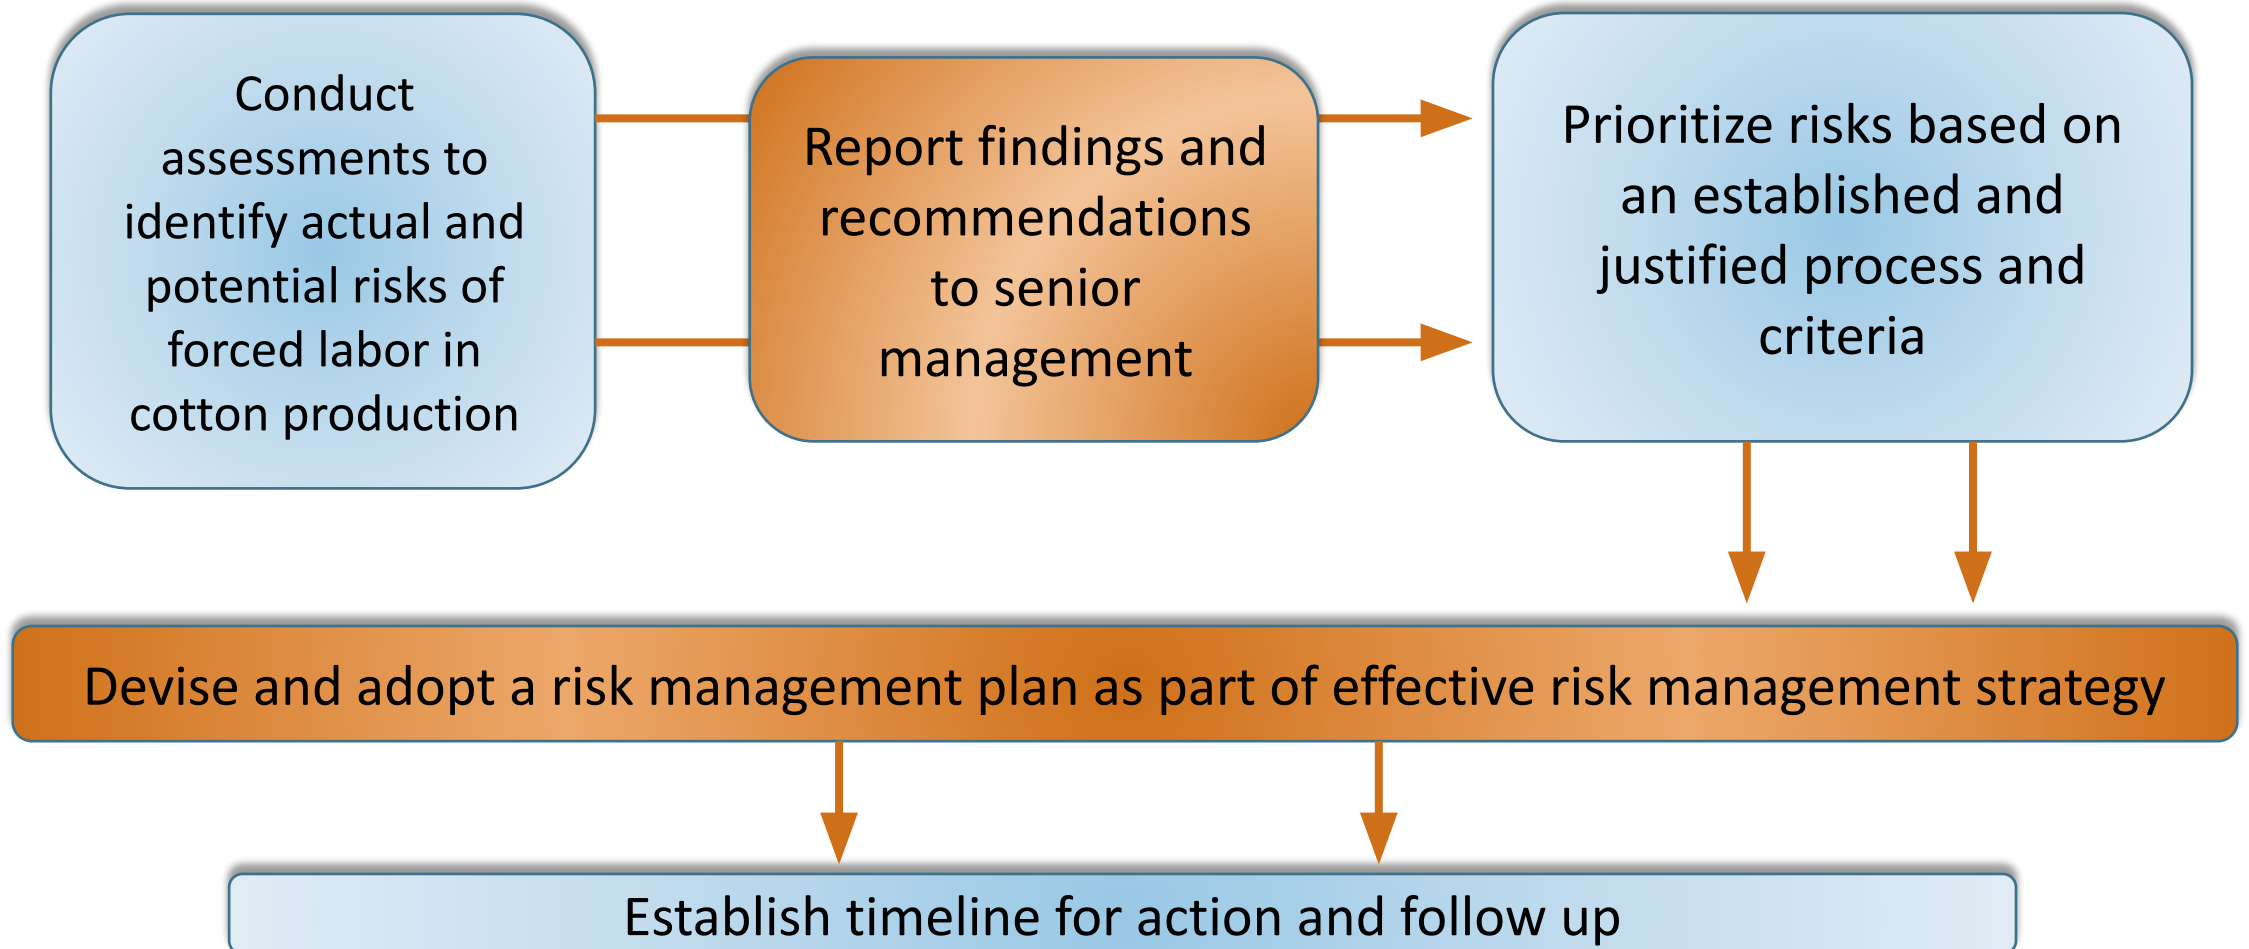 Conduct
assessments to
identify actual and
potential risks of
forced labor in
cotton production
Report findings and
recommendations
to senior
management
Prioritize risks based on
an established and
justified process and
criteria
Devise and adopt a risk management plan as part of effective risk management strategy
Establish timeline for action and follow up